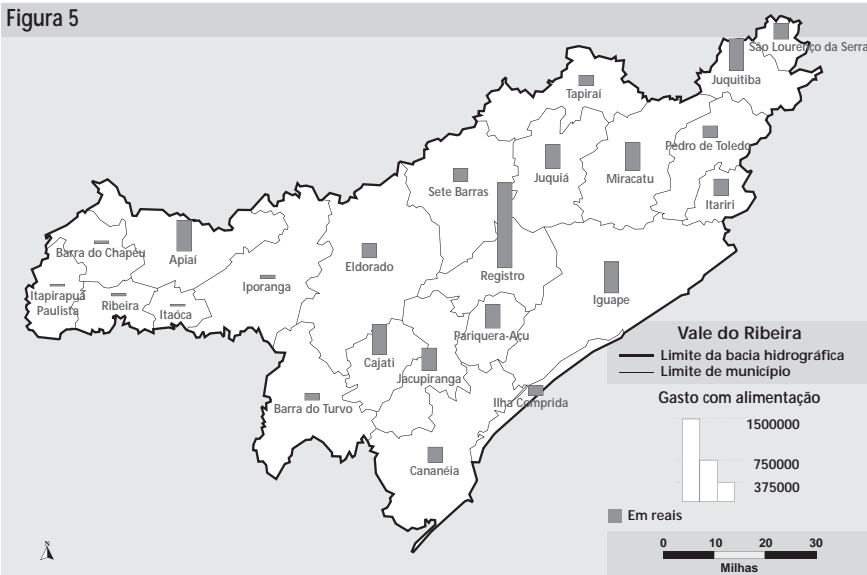 Figura 5
São Lourenço da Serra
Juquitiba
Tapiraí
Pedro de Toledo
Juquiá
Miracatu
Sete Barras
Itariri
Barra do Chapéu
Apiaí
Eldorado
Registro
Iporanga
Iguape
Itapirapuã
Paulista
Ribeira
Itaóca
Pariquera-Açu
Cajati
Jacupiranga
Barra do Turvo
Ilha Comprida
Cananéia
Vale do Ribeira
Limite da bacia hidrográfica
Limite de município
Gasto com alimentação
1500000
750000
375000
Em reais
N
0 10 20 30
Milhas